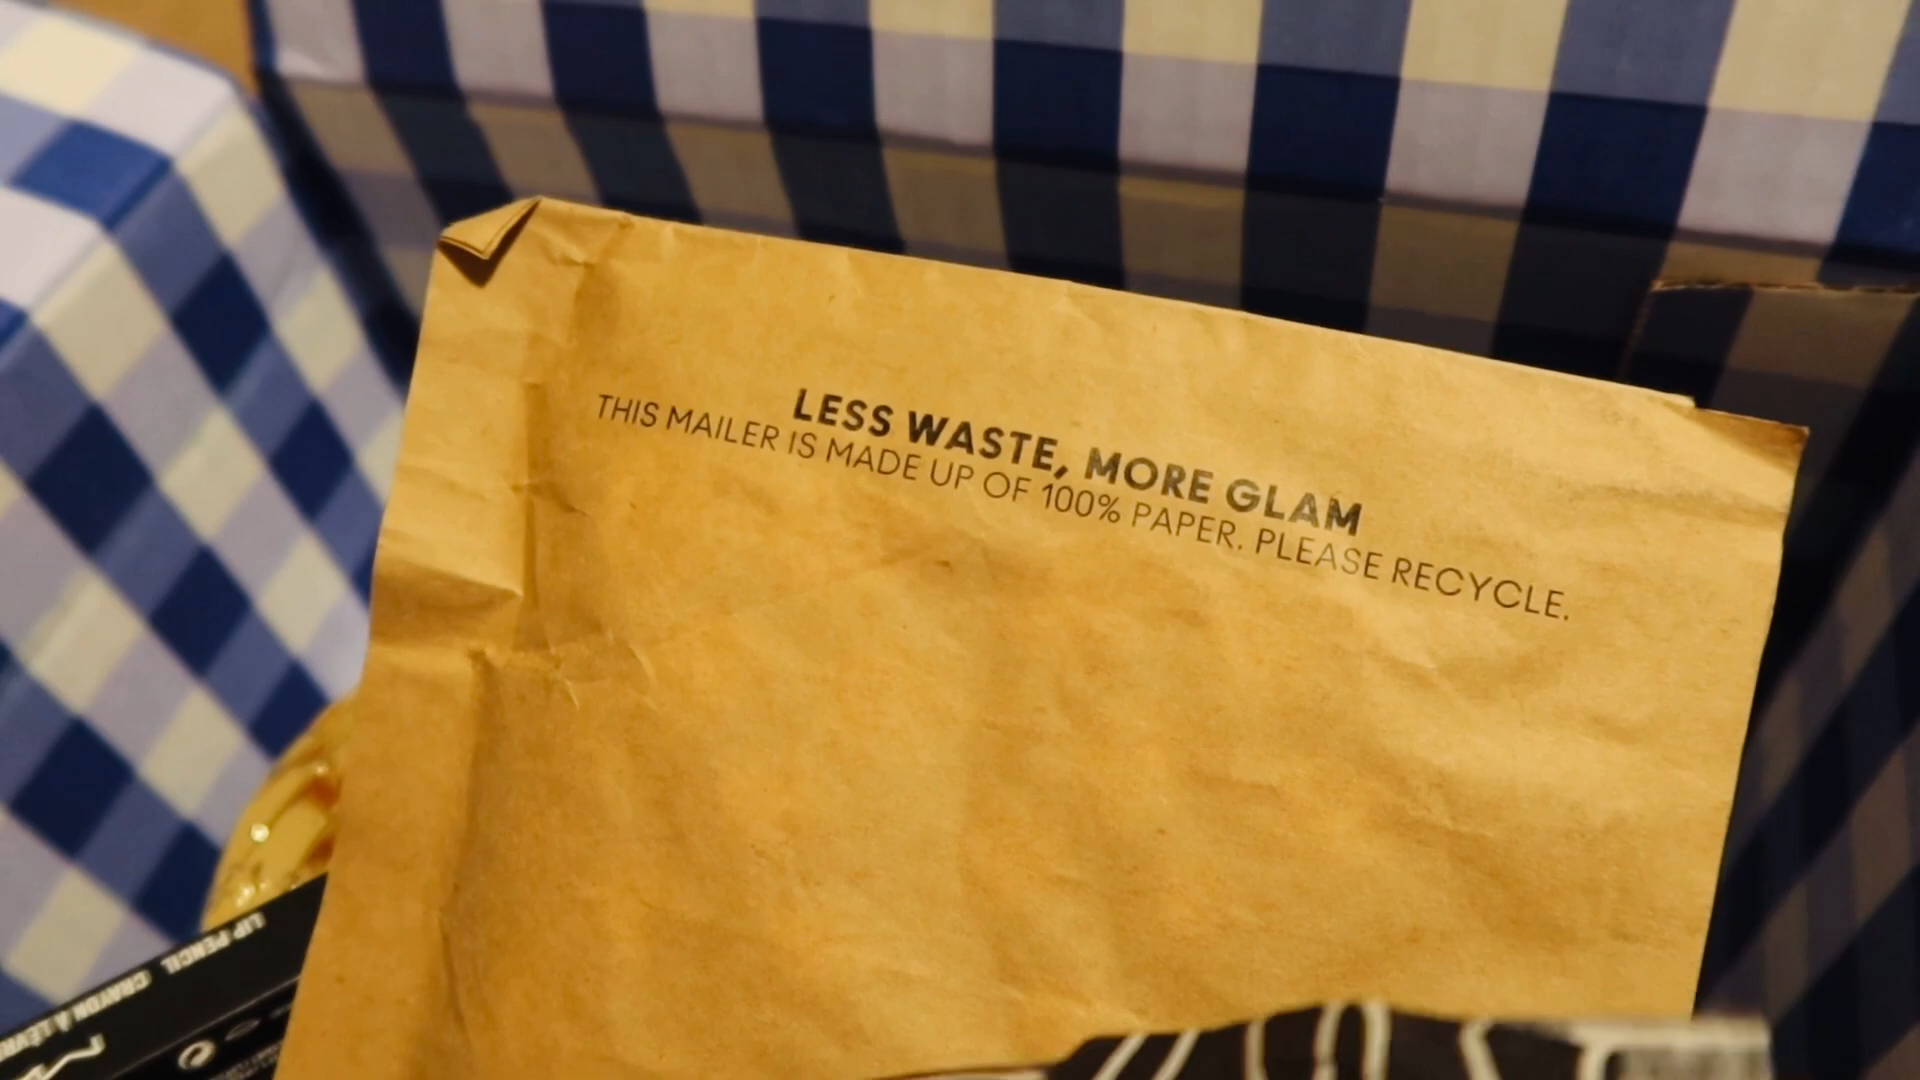 LESS WASTE, MORE GLAM
THIS MAILER IS MADE UP OF 100% PAPER. PLEASE RECYCLE.
LIP PENCIL
CRAYON À LÈVRES